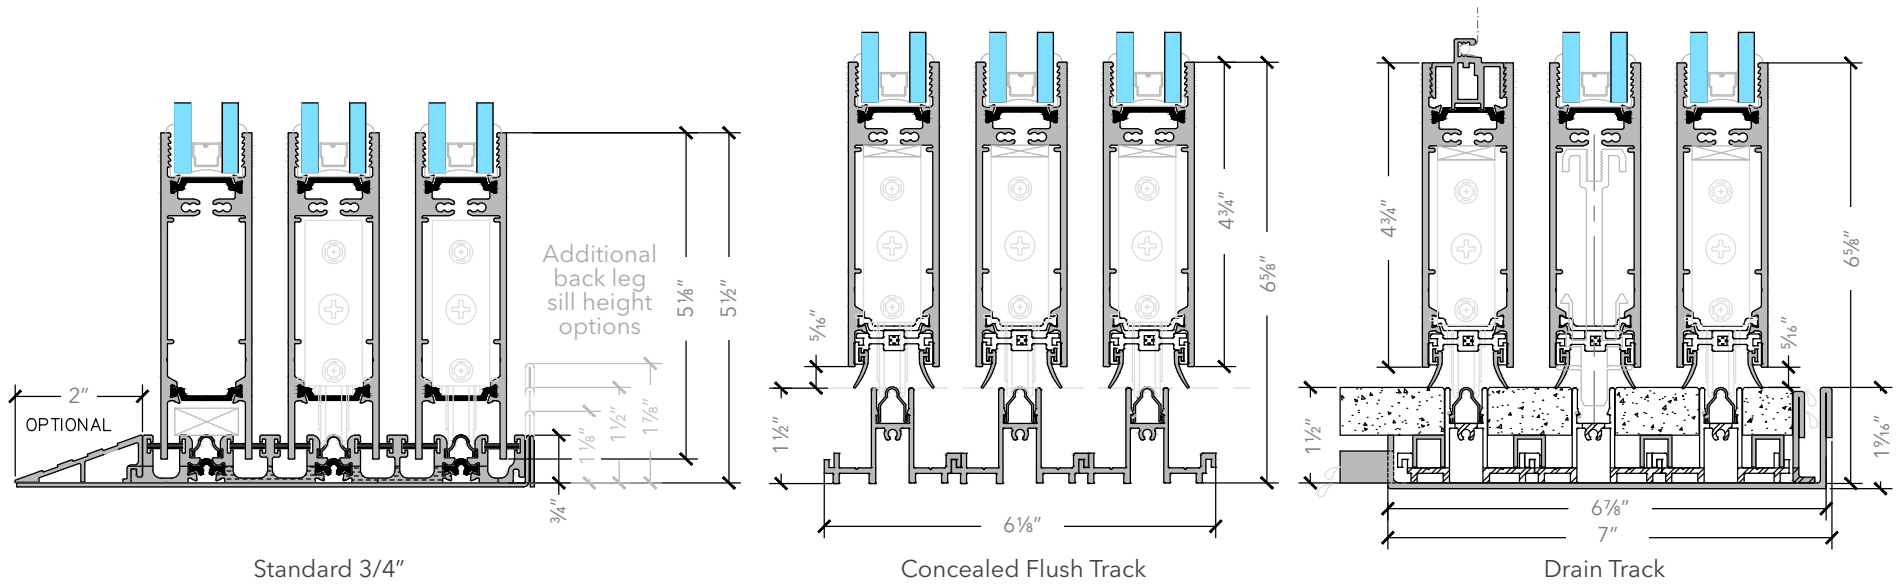 2”
OPTIONAL
Additional
back leg
sill height
options
5⅛”
5½”
¾”
1⅛”
1½”
1⅞”
Standard 3/4”
5⁄16”
1½”
4¾”
6⅝”
6⅛”
Concealed Flush Track
4¾”
1½”
5⁄16”
6⅝”
19⁄16”
6⅞”
7”
Drain Track